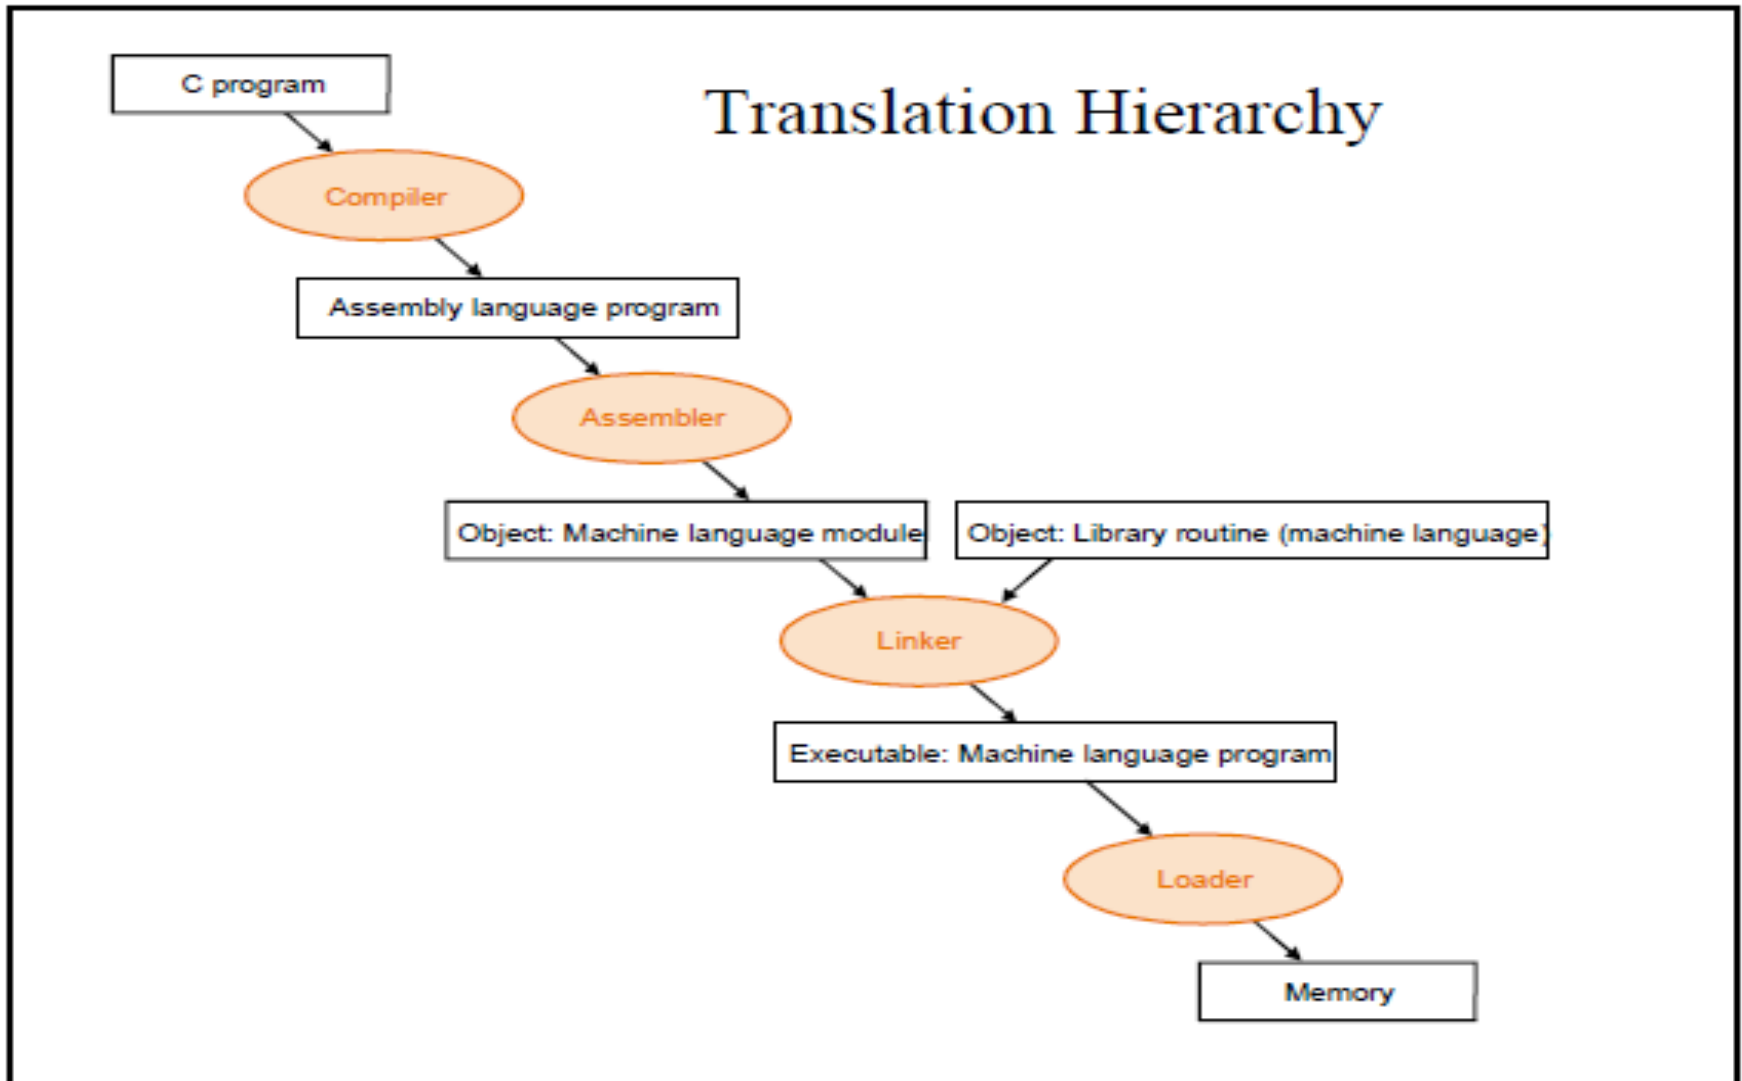 C program
Translation Hierarchy
Compiler
Assembly language program
Assembler
Object: Machine language module
Object: Library routine (machine language)
Linker
Executable: Machine language program
Loader
Memory